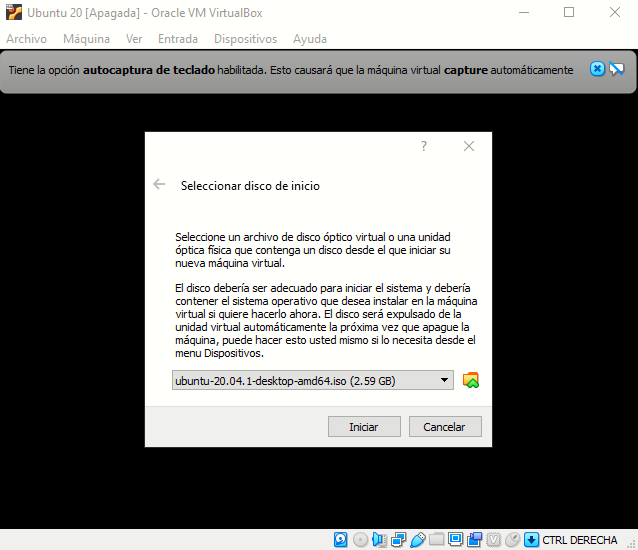 Ubuntu 20 [Apagada] - Oracle VM VirtualBox
Archivo Máquina Ver Entrada Dispositivos Ayuda
Tiene la opción autocaptura de teclado habilitada. Esto causará que la máquina virtual capture automáticamente
?
Seleccionar disco de inicio
Seleccione un archivo de disco óptico virtual o una unidad
óptica física que contenga un disco desde el que iniciar su
nueva máquina virtual.
El disco debería ser adecuado para iniciar el sistema y debería
contener el sistema operativo que desea instalar en la máquina
virtual si quiere hacerlo ahora. El disco será expulsado de la
unidad virtual automáticamente la próxima vez que apague la
máquina, puede hacer esto usted mismo si lo necesita desde el
menu Dispositivos.
ubuntu-20.04.1-desktop-amd64.iso (2.59 GB)
Iniciar Cancelar
CTRL DERECHA